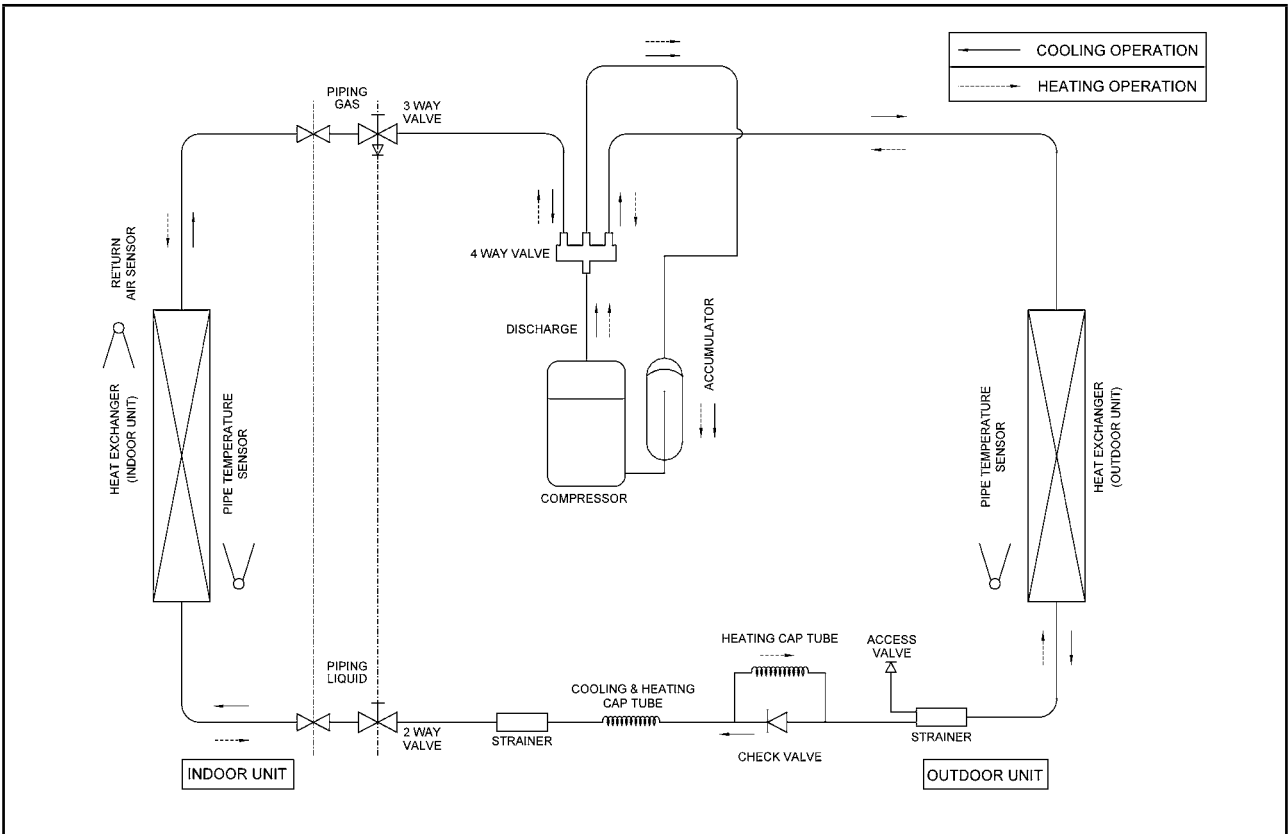 COOLING OPERATION
HEATING OPERATION
PIPING
GAS
3 WAY
VALVE
4 WAY VALVE
RETURN
AIR SENSOR
DISCHARGE
ACCUMULATOR
HEAT EXCHANGER
(INDOOR UNIT)
PIPE TEMPERATURE
SENSOR
COMPRESSOR
PIPE TEMPERATURE
SENSOR
HEAT EXCHANGER
(OUTDOOR UNIT)
PIPING
LIQUID
2 WAY
VALVE
STRAINER
COOLING & HEATING
CAP TUBE
HEATING CAP TUBE
CHECK VALVE
ACCESS
VALVE
STRAINER
INDOOR UNIT
OUTDOOR UNIT